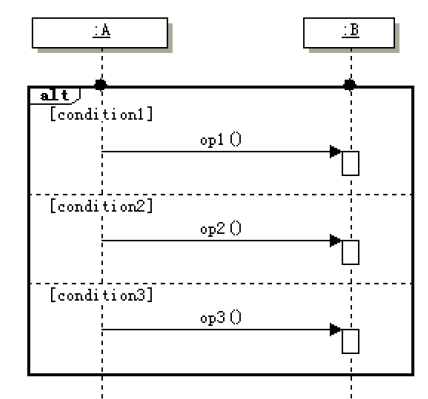 :A
:B
alt
[condition1]
op1()
[condition2]
op2()
[condition3]
op3()